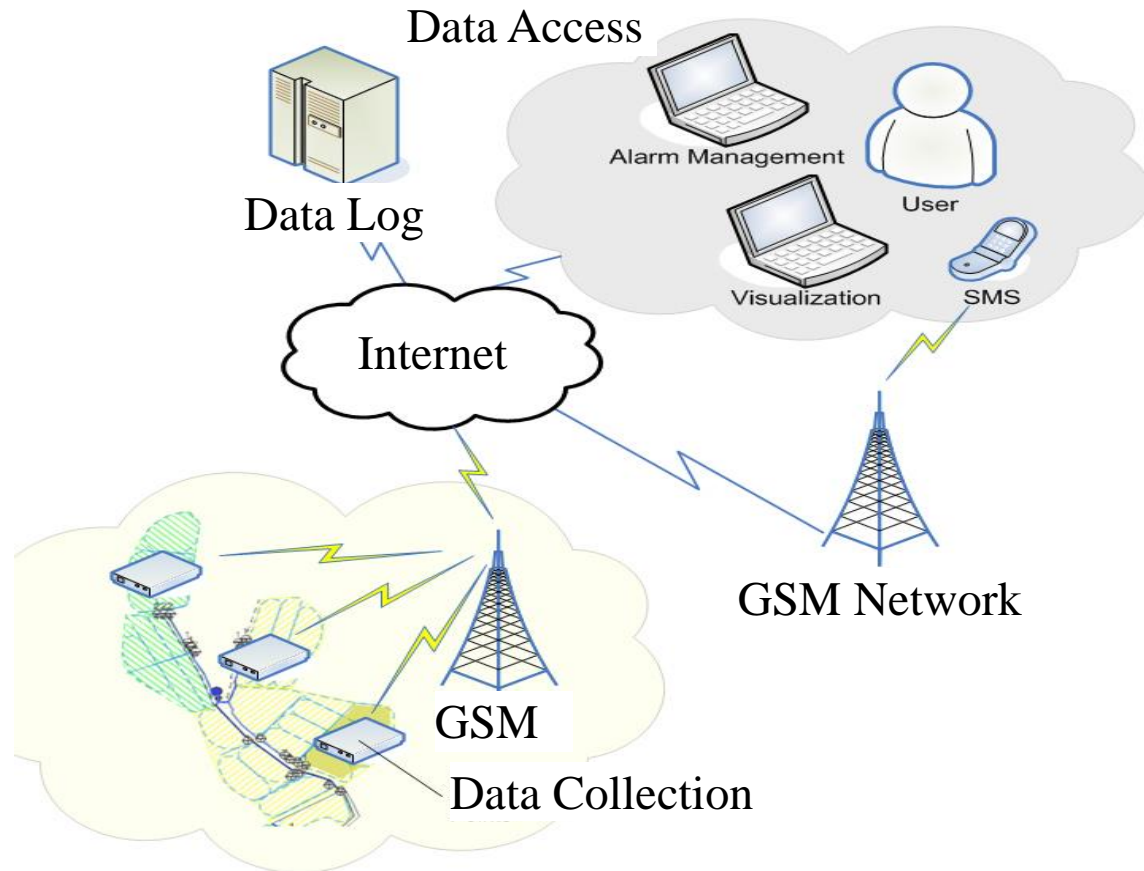 Data Access
Alarm Management
User
Data Log
Visualization
SMS
Internet
GSM Network
GSM
Data Collection